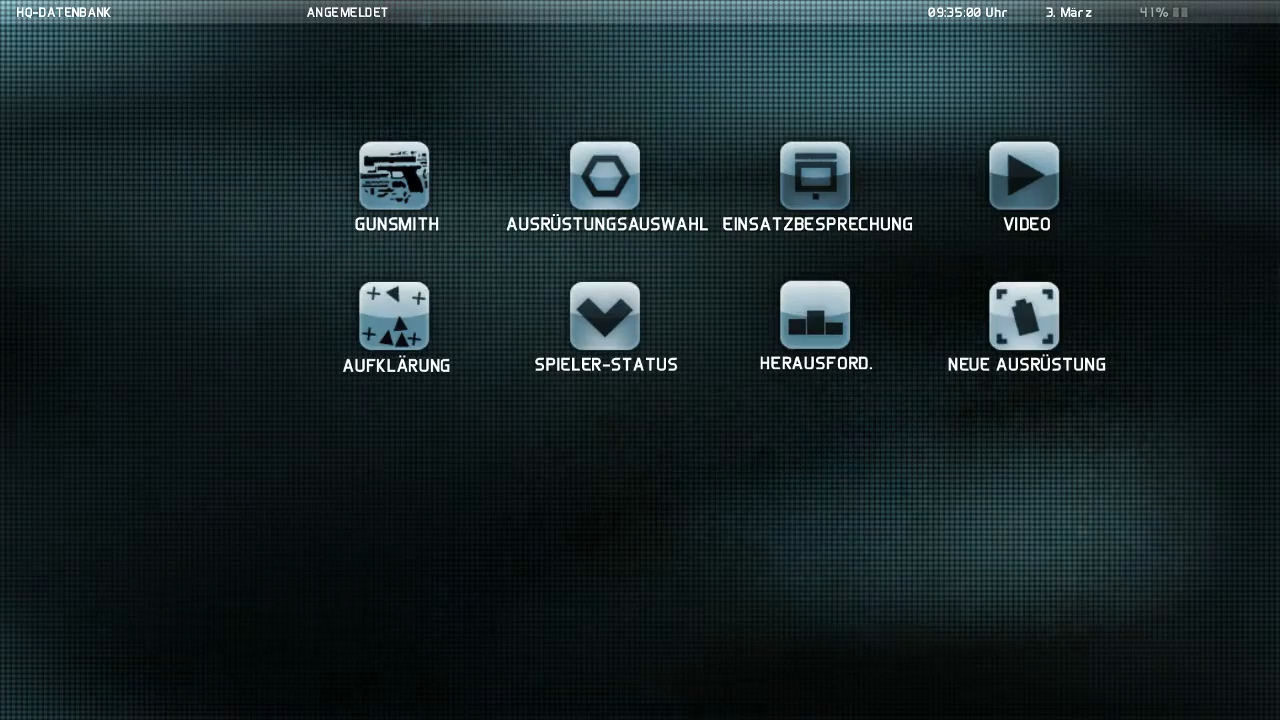 HQ-DATENBANK ANGEMELDET 09:35:00 Uhr 3. März 41%
GUNSMITH AUSRÜSTUNGSAUSWAHL EINSATZBESPRECHUNG VIDEO
AUFKLÄRUNG SPIELER-STATUS HERAUSFORD. NEUE AUSRÜSTUNG